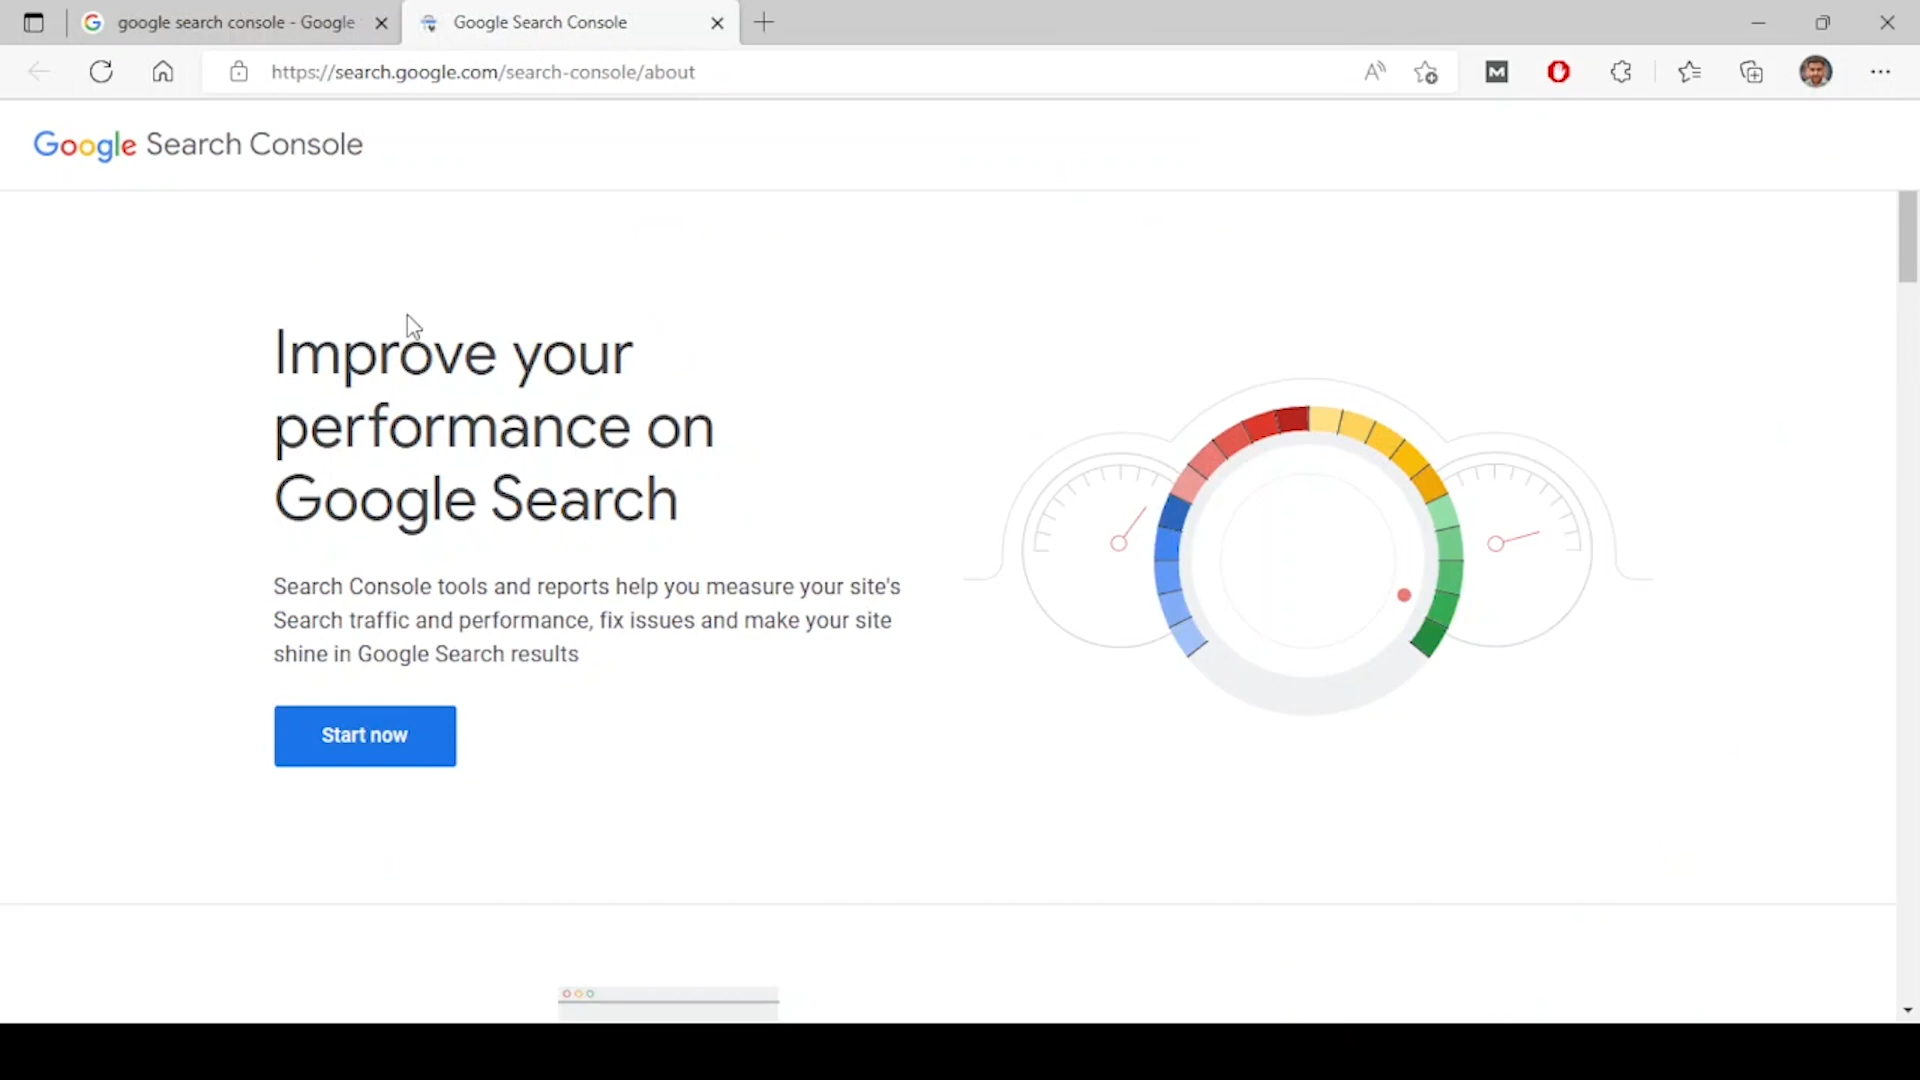 google search console - Google
Google Search Console
https://search.google.com/search-console/about
Google Search Console
Improve your
performance on
Google Search
Search Console tools and reports help you measure your site's
Search traffic and performance, fix issues and make your site
shine in Google Search results
Start now